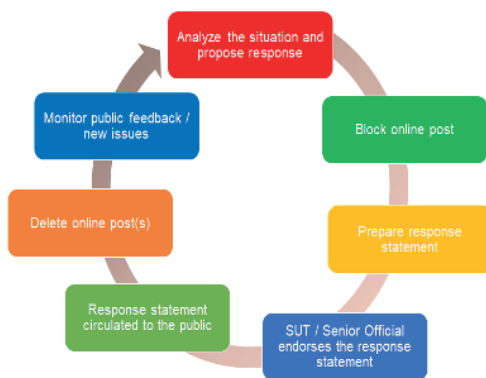 Analyze the situation and
propose response
Block online post
Prepare response
statement
SUT / Senior Official
endorses the response
statement
Response statement
circulated to the public
Delete online post(s)
Monitor public feedback /
new issues